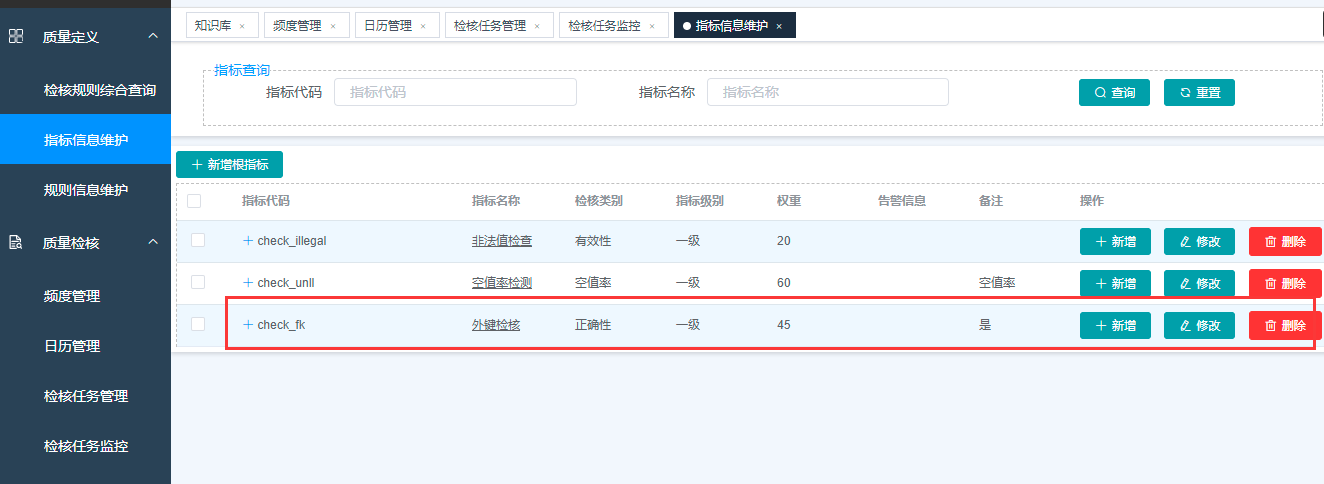 质量定义
检核规则综合查询
指标信息维护
规则信息维护
质量检核
频度管理
日历管理
检核任务管理
检核任务监控
知识库 × 频度管理 × 日历管理 × 检核任务管理 × 检核任务监控 × 指标信息维护 ×
指标查询
指标代码 指标代码 指标名称 指标名称 查询 重置
+ 新增根指标
指标代码 指标名称 检核类别 指标级别 权重 告警信息 备注 操作
+ check_illegal 非法值检查 有效性 一级 20 + 新增 修改 删除
+ check_unll 空值率检测 空值率 一级 60 空值率 + 新增 修改 删除
+ check_fk 外键检核 正确性 一级 45 是 + 新增 修改 删除